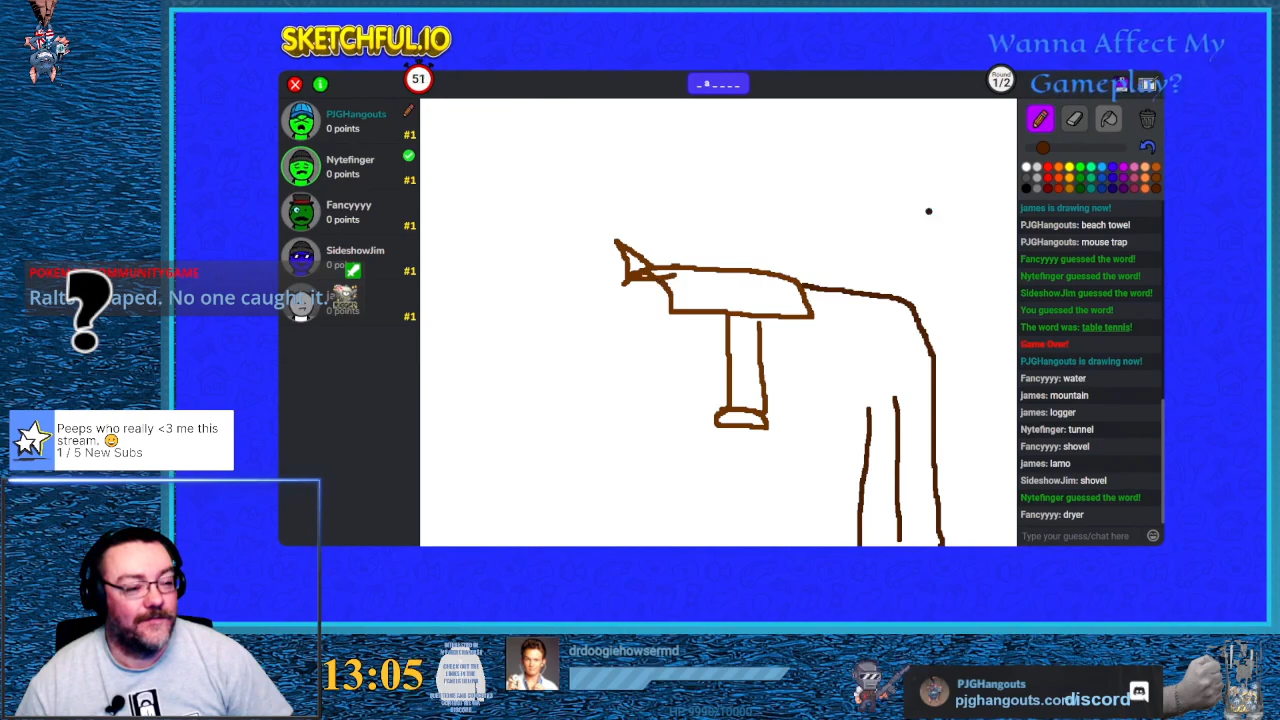 SKETCHFUL.IO
Wanna Affect My
Gameplay?
51
_ a _ _ _ _
Round
1/2
PJGHangouts
0 points
#1
Nytefinger
0 points
#1
Fancyyyy
0 points
#1
SideshowJim
#1
0 points
#1
james is drawing now!
PJGHangouts: beach towel
PJGHangouts: mouse trap
Fancyyyy guessed the word!
Nytefinger guessed the word!
SideshowJim guessed the word!
You guessed the word!
The word was: table tennis!
Game Over!
PJGHangouts is drawing now!
Fancyyyy: water
james: mountain
james: logger
Nytefinger: tunnel
Fancyyyy: shovel
james: lamo
SideshowJim: shovel
Nytefinger guessed the word!
Fancyyyy: dryer
Type your guess/chat here
No one caught it.
Peeps who really <3 me this
stream.
1 / 5 New Subs
13:05
drdoogiehowsermd
PJGHangouts
pjghangouts.com
discord